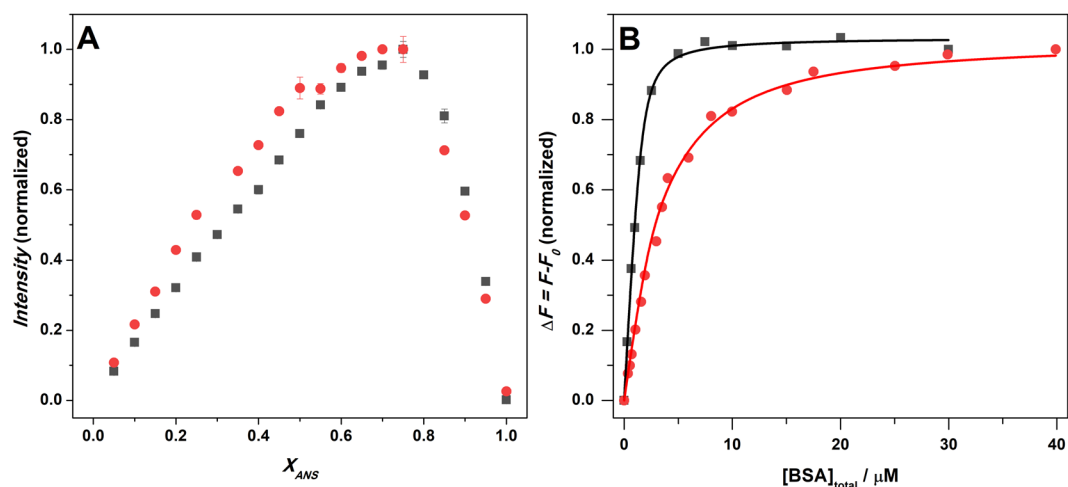 A
Intensity (normalized)
1.0
0.8
0.6
0.4
0.2
0.0
0.0 0.2 0.4 0.6 0.8 1.0
X_ANS
B
ΔF = F-F_0 (normalized)
1.0
0.8
0.6
0.4
0.2
0.0
0 10 20 30 40
[BSA]_total / μM